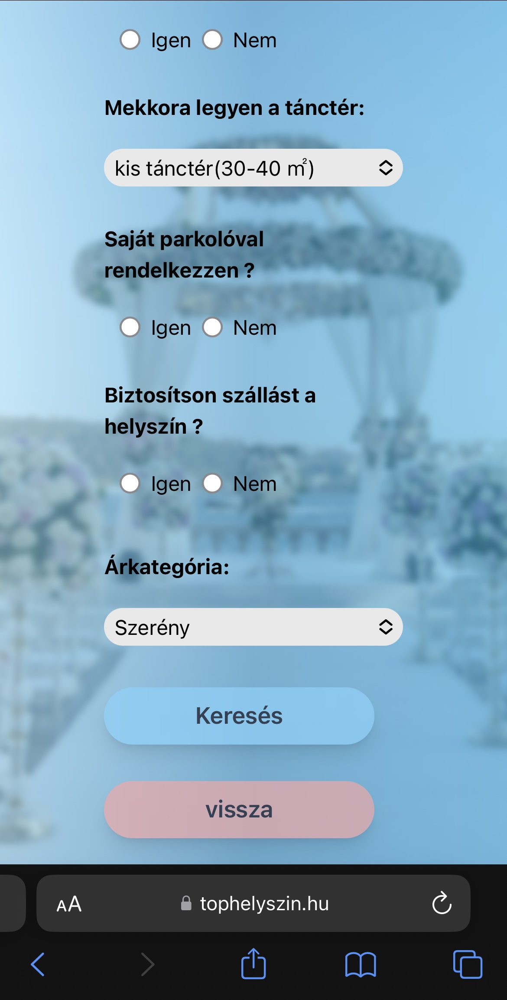 Igen Nem
Mekkora legyen a tánctér:
kis tánctér(30-40 m²)
Saját parkolóval
rendelkezzen ?
Igen Nem
Biztosítson szállást a
helyszín ?
Igen Nem
Árkategória:
Szerény
Keresés
vissza
AA tophelyszin.hu